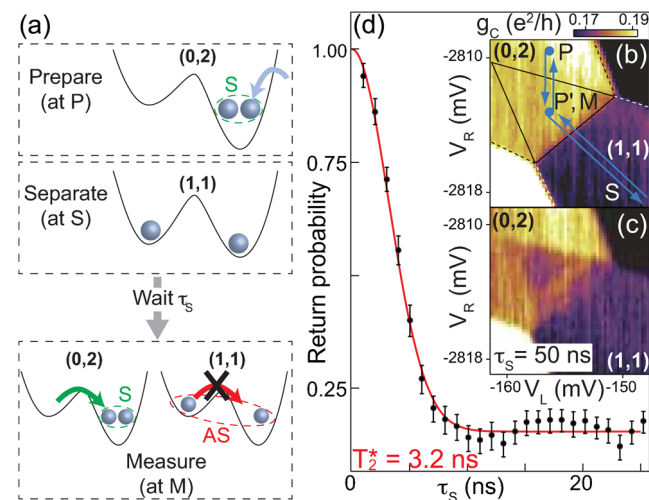 (a)
Prepare
(at P)
(0,2)
S
Separate
(at S)
(1,1)
Wait τS
(0,2)
(1,1)
S
AS
Measure
(at M)
(d)
Return probability
1.00
0.75
0.50
0.25
T2* = 3.2 ns
0
20
τS (ns)
gC (e²/h)
0.17
0.19
(b)
(0,2)
P
P', M
(1,1)
S
VR (mV)
-2810
-2818
(c)
(0,2)
VR (mV)
-2810
-2818
τS = 50 ns
(1,1)
-160
VL (mV)
-150